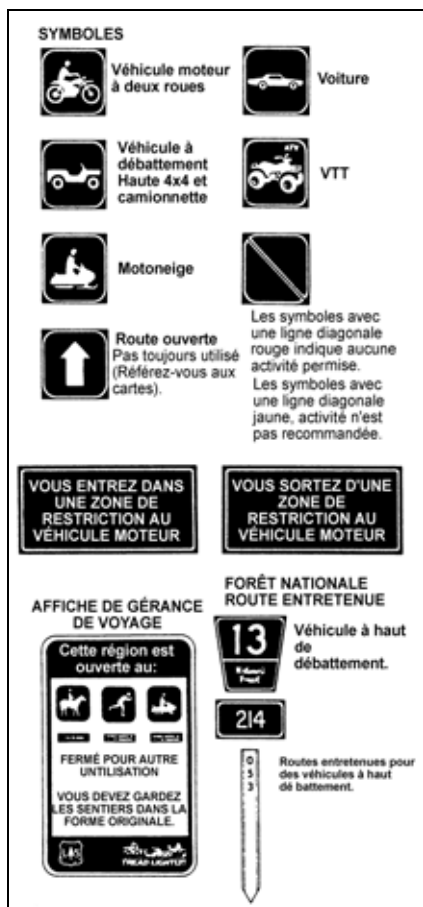 SYMBOLES
Véhicule moteur
à deux roues
Voiture
Véhicule à
débattement
Haute 4x4 et
camionnette
ATV
VTT
Motoneige
Les symboles avec
une ligne diagonale
rouge indique aucune
activité permise.
Les symboles avec
une ligne diagonale
jaune, activité n'est
pas recommandée.
Route ouverte
Pas toujours utilisé
(Référez-vous aux
cartes).
VOUS ENTREZ DANS
UNE ZONE DE
RESTRICTION AU
VÉHICULE MOTEUR
VOUS SORTEZ D'UNE
ZONE DE
RESTRICTION AU
VÉHICULE MOTEUR
AFFICHE DE GÉRANCE
DE VOYAGE
Cette région est
ouverte au:
FERMÉ POUR AUTRE
UNTILISATION
VOUS DEVEZ GARDEZ
LES SENTIERS DANS LA
FORME ORIGINALE.
TREAD LIGHTLY!
FORÊT NATIONALE
ROUTE ENTRETENUE
13
Véhicule à haut
de
débattement.
214
0
5
3
Routes entretenues pour
des véhicules à haut
dé battement.